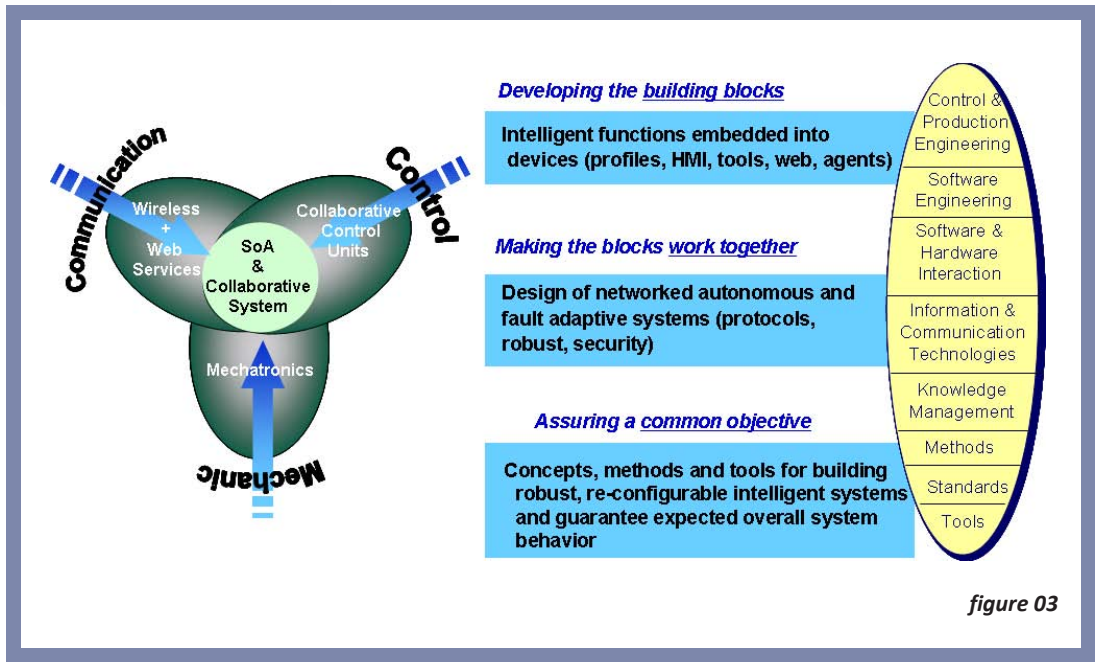 Communication
Wireless
+
Web
Services
Control
Collaborative
Control
Units
SoA
&
Collaborative
System
Mechatronics
Mechanic
Developing the building blocks
Intelligent functions embedded into
devices (profiles, HMI, tools, web, agents)
Making the blocks work together
Design of networked autonomous and
fault adaptive systems (protocols,
robust, security)
Assuring a common objective
Concepts, methods and tools for building
robust, re-configurable intelligent systems
and guarantee expected overall system
behavior
Control &
Production
Engineering
Software
Engineering
Software &
Hardware
Interaction
Information &
Communication
Technologies
Knowledge
Management
Methods
Standards
Tools
figure 03